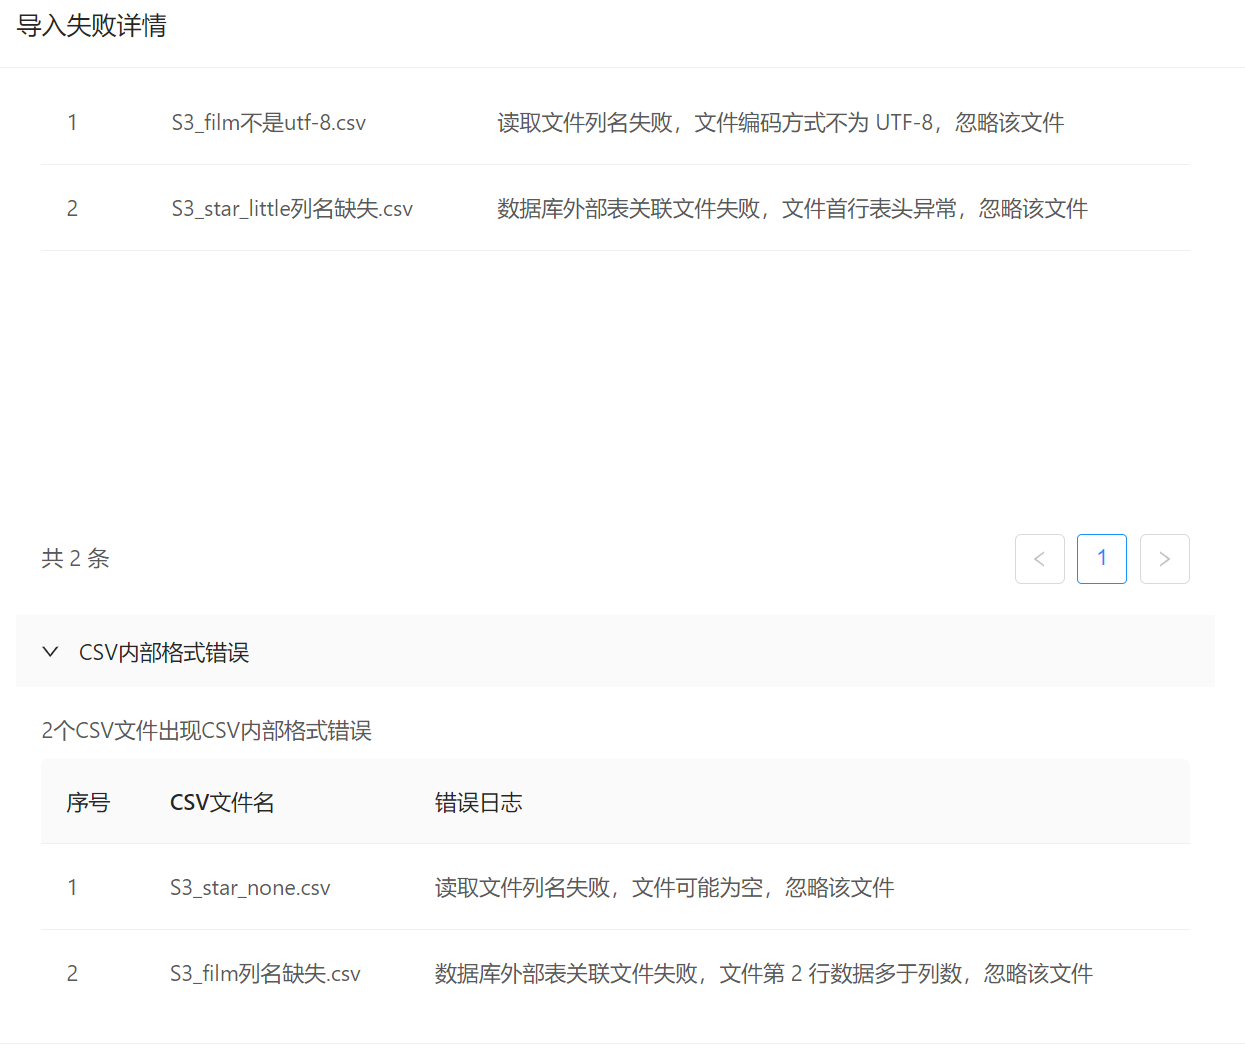 导入失败详情
1 S3_film不是utf-8.csv 读取文件列名失败，文件编码方式不为 UTF-8，忽略该文件
2 S3_star_little列名缺失.csv 数据库外部表关联文件失败，文件首行表头异常，忽略该文件
共 2 条 < 1 >
CSV内部格式错误
2个CSV文件出现CSV内部格式错误
序号 CSV文件名 错误日志
1 S3_star_none.csv 读取文件列名失败，文件可能为空，忽略该文件
2 S3_film列名缺失.csv 数据库外部表关联文件失败，文件第 2 行数据多于列数，忽略该文件